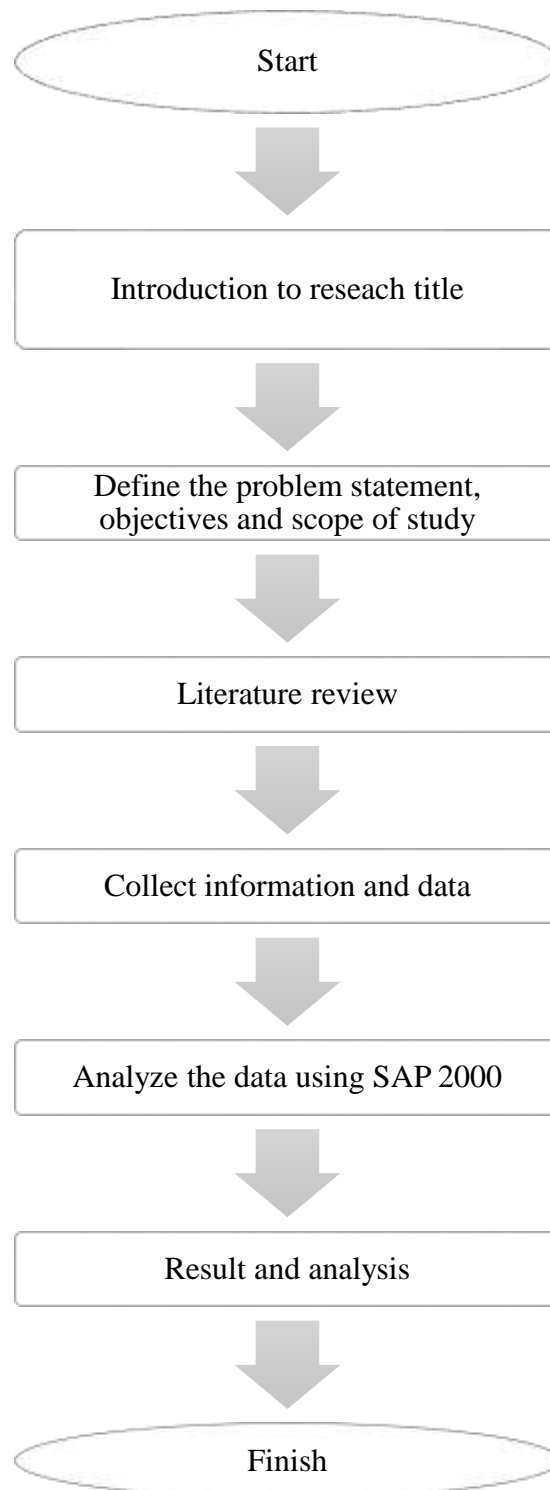 Start
Introduction to reseach title
Define the problem statement,
objectives and scope of study
Literature review
Collect information and data
Analyze the data using SAP 2000
Result and analysis
Finish